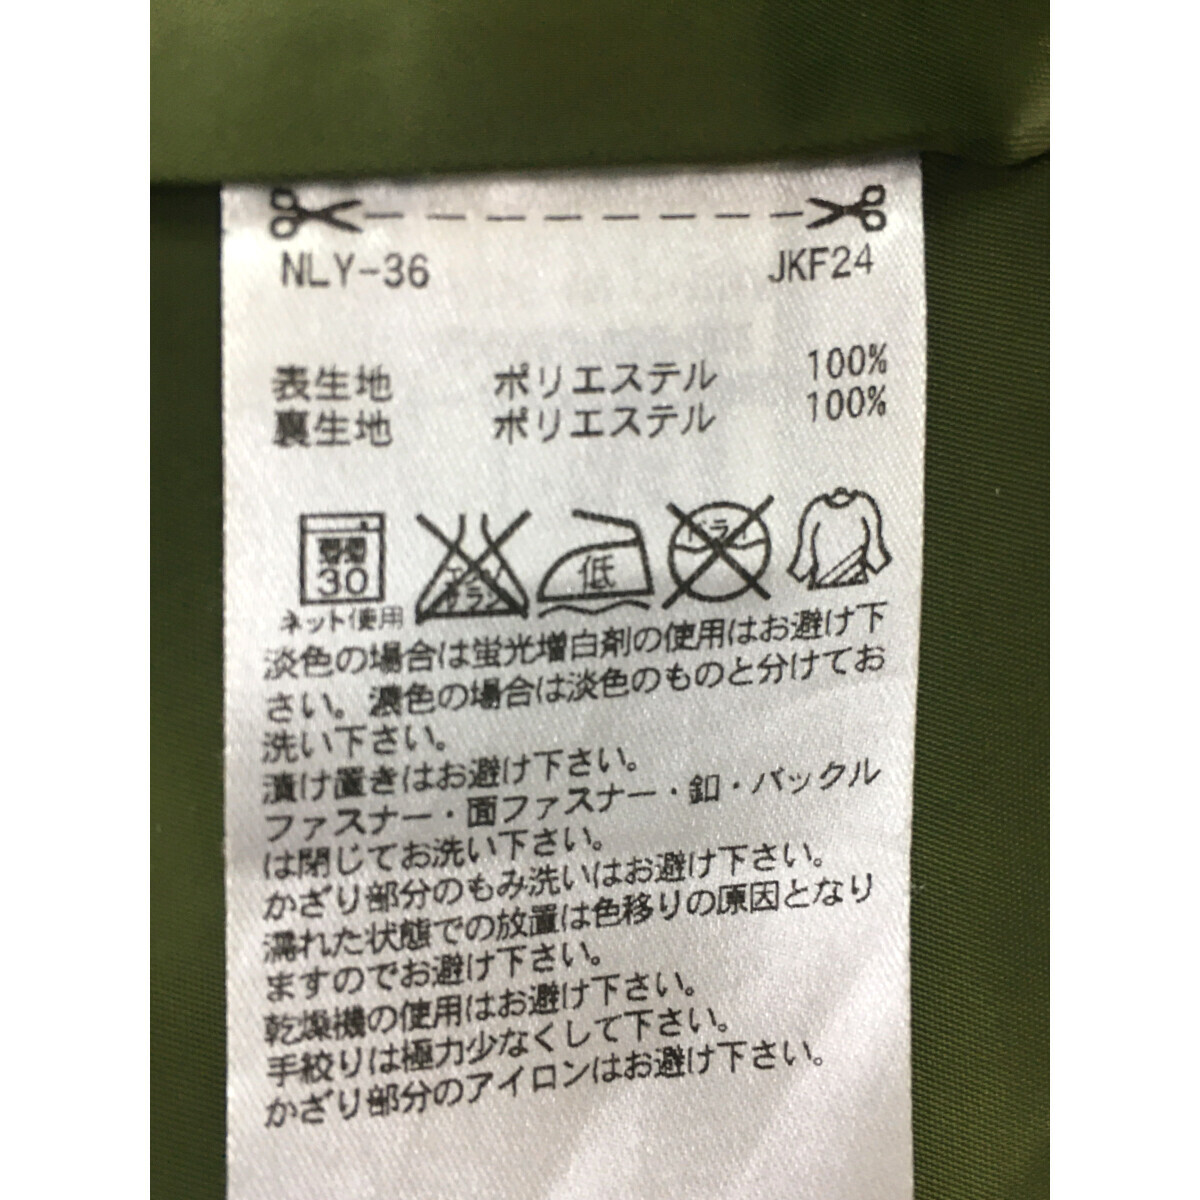 NLY-36 JKF24
表生地 ポリエステル 100%
裏生地 ポリエステル 100%
30 エンソ サラシ 低 ドライ
ネット使用
淡色の場合は蛍光増白剤の使用はお避け下
さい。濃色の場合は淡色のものと分けてお
洗い下さい。
漬け置きはお避け下さい。
ファスナー・面ファスナー・釦・バックル
は閉じてお洗い下さい。
かざり部分のもみ洗いはお避け下さい。
濡れた状態での放置は色移りの原因となり
ますのでお避け下さい。
乾燥機の使用はお避け下さい。
手絞りは極力少なくして下さい。
かざり部分のアイロンはお避け下さい。